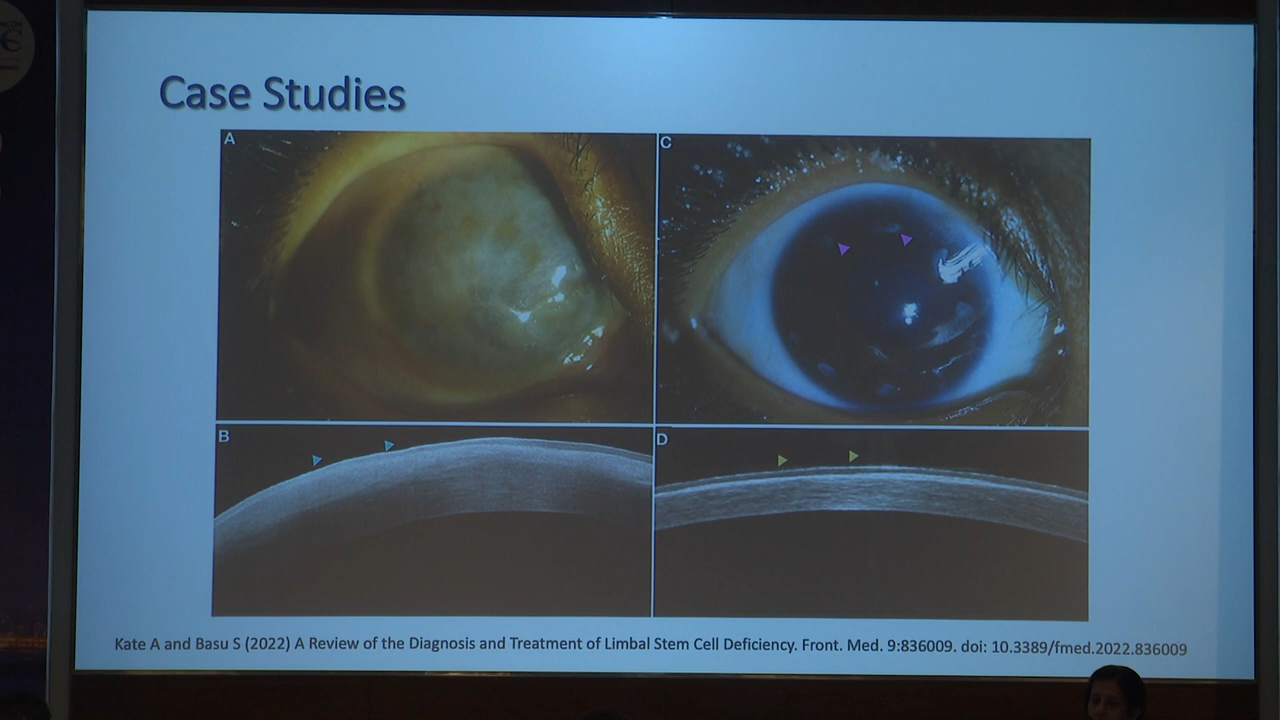 Case Studies
A
C
B
D
Kate A and Basu S (2022) A Review of the Diagnosis and Treatment of Limbal Stem Cell Deficiency. Front. Med. 9:836009. doi: 10.3389/fmed.2022.836009